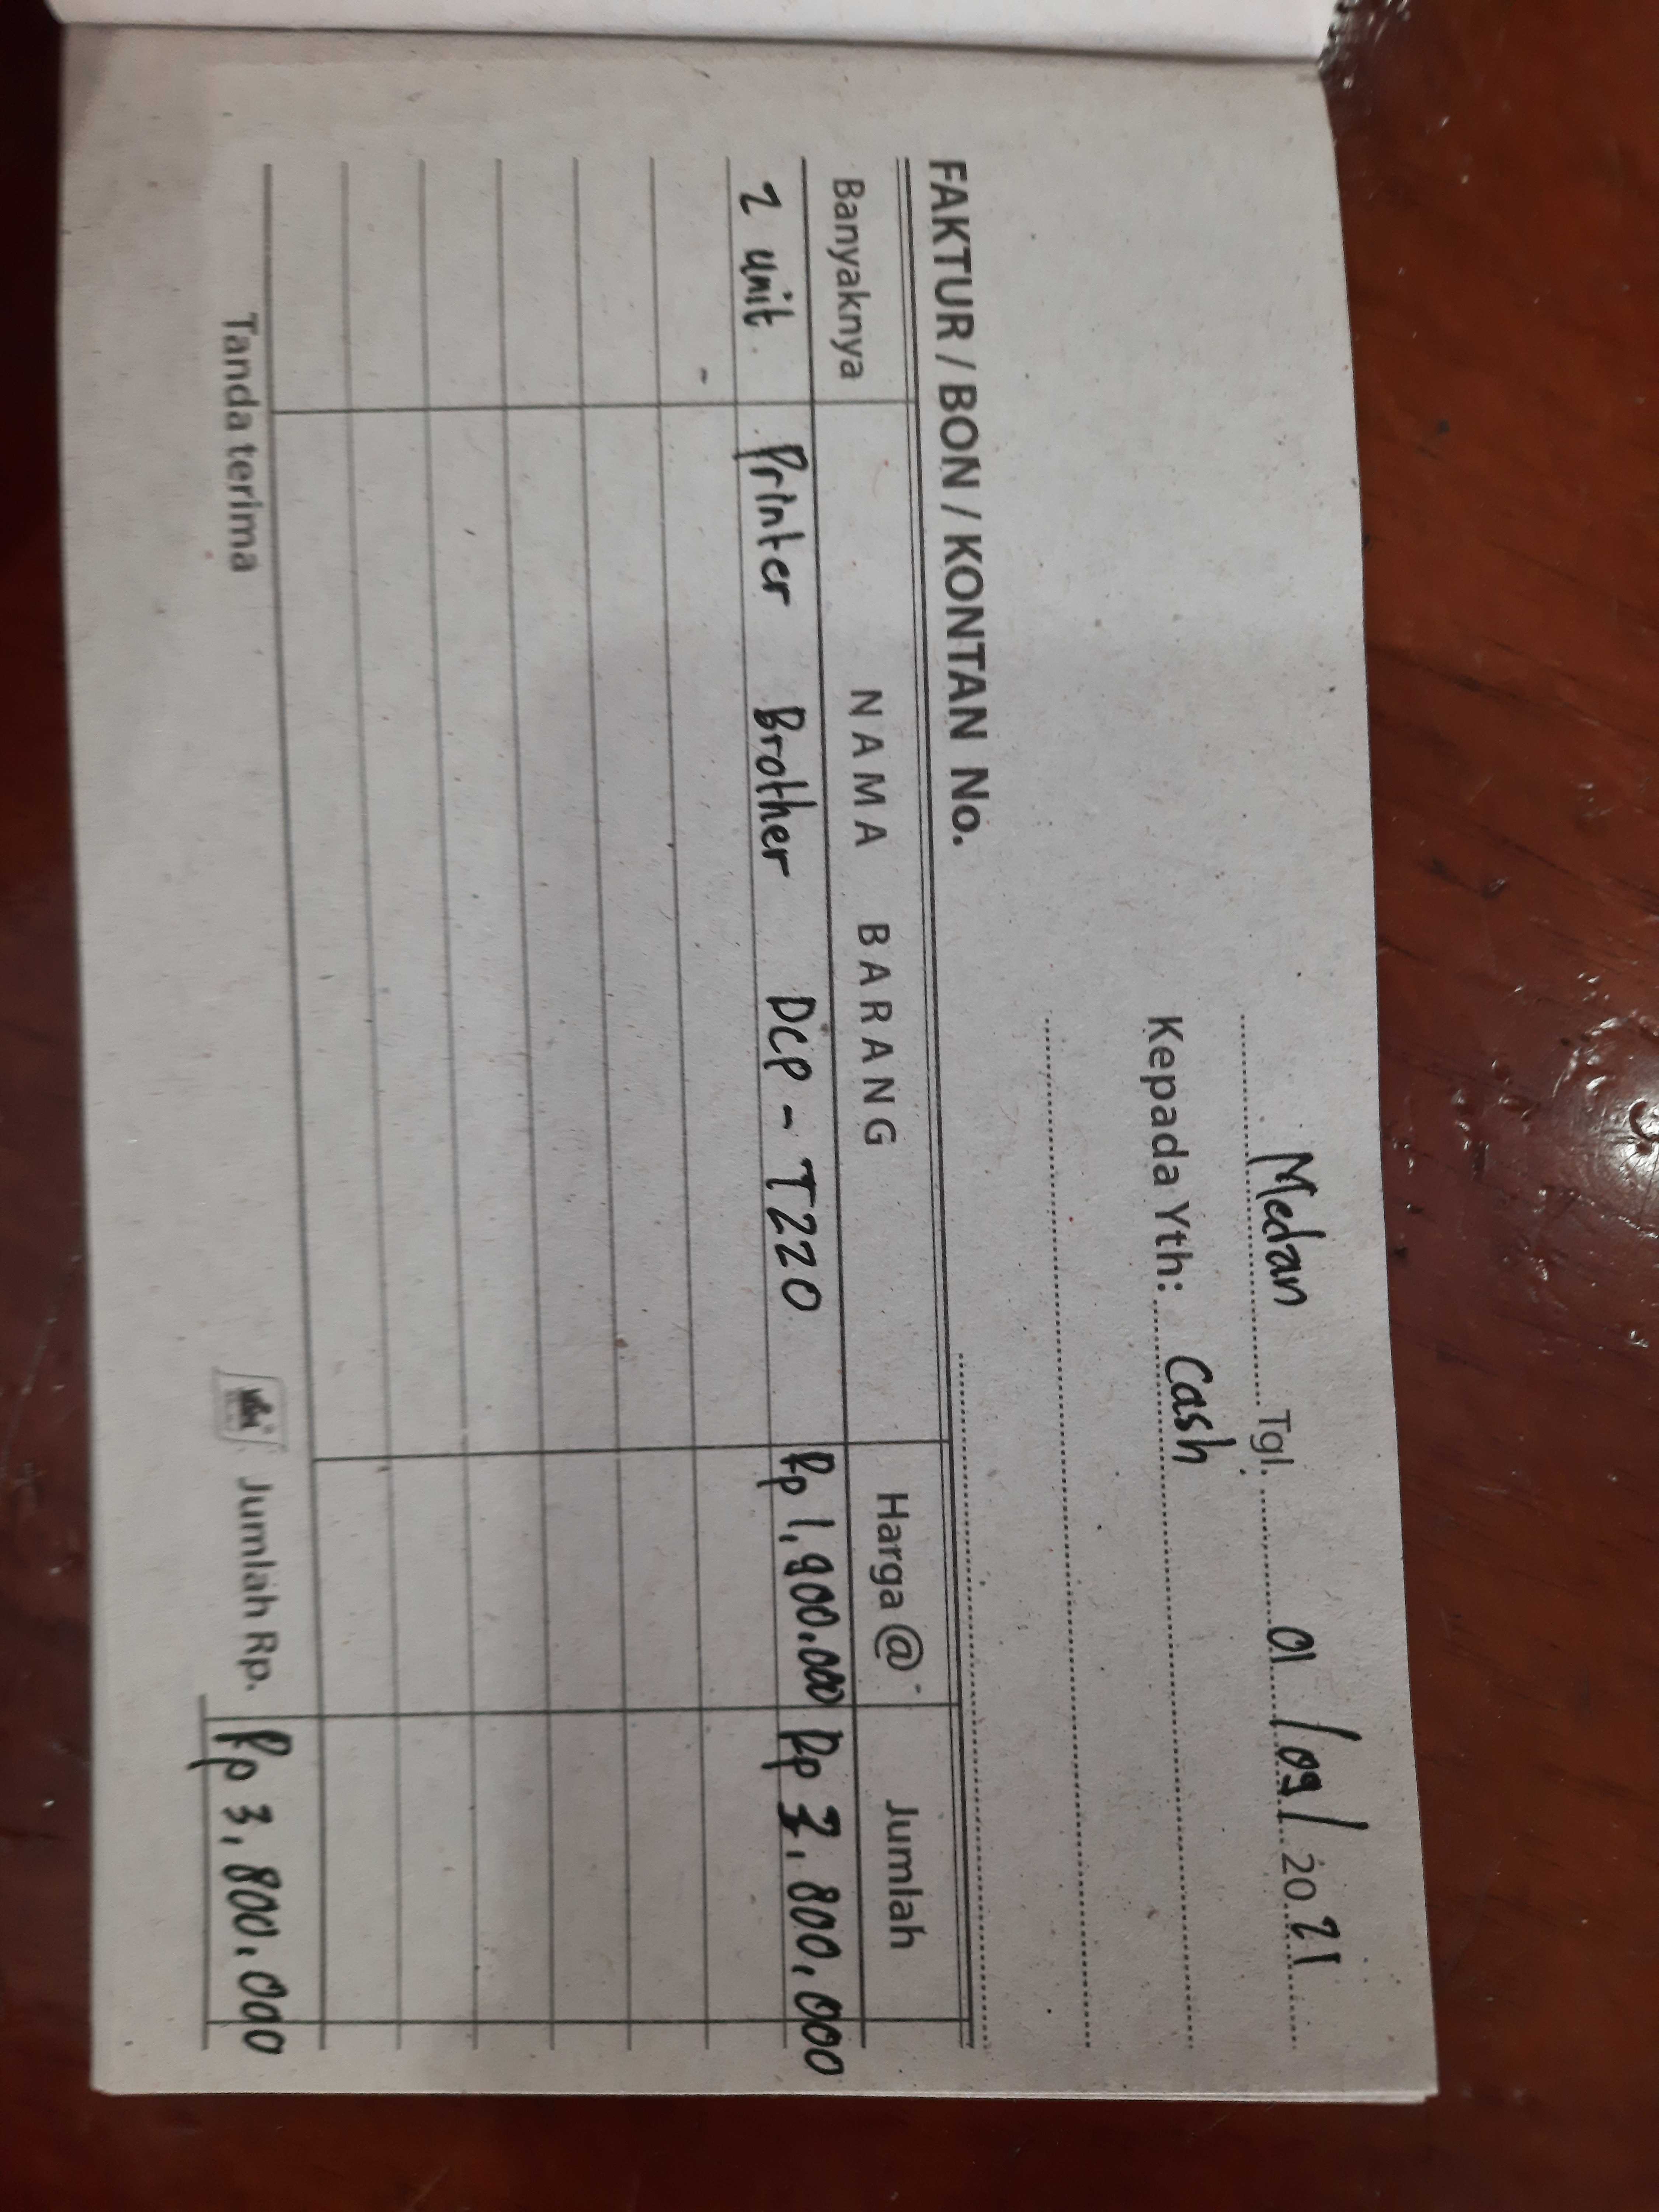 Medan Tgl. 01/09/2021
Kepada Yth: Cash
FAKTUR / BON / KONTAN No.
Banyaknya NAMA BARANG Harga @ Jumlah
2 unit Printer Brother DCP - T220 Rp 1,900.000 Rp 3,800,000
Tanda terima Jumlah Rp. Rp 3,800.000